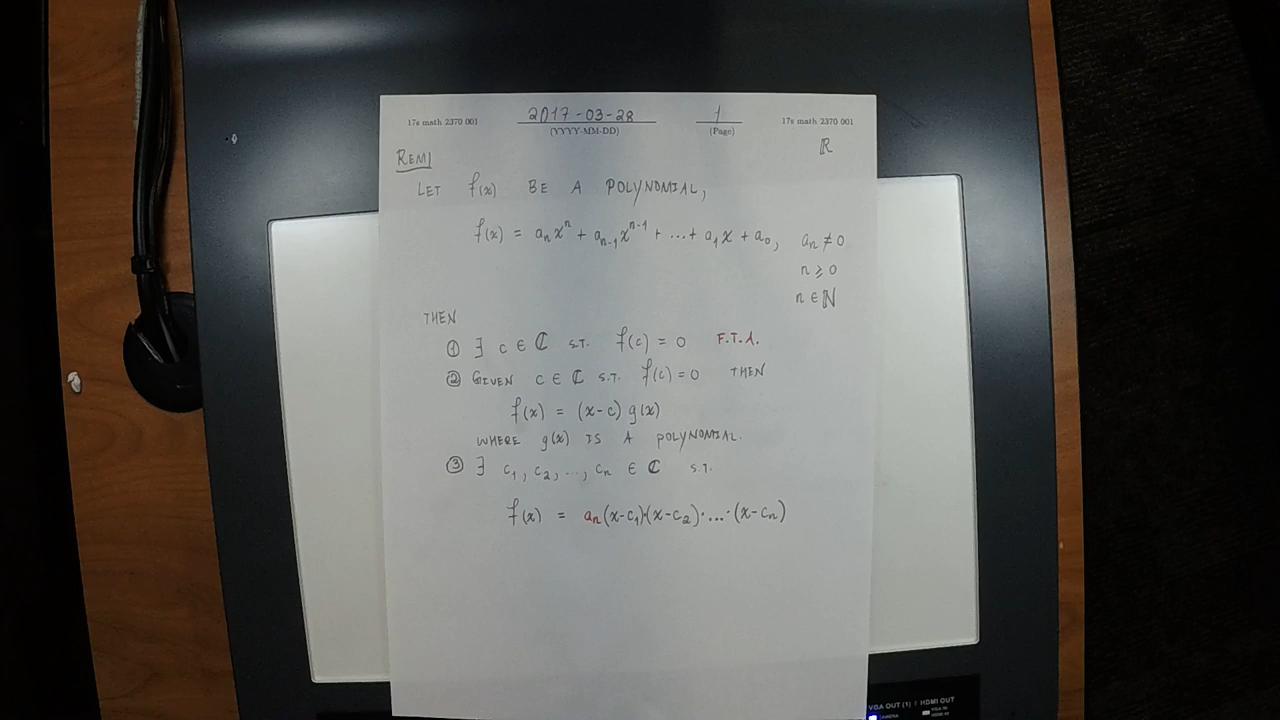 17s math 2370 001 2017-03-28 1 17s math 2370 001
(YYYY-MM-DD) (Page)
ℝ
REM
LET f(x) BE A POLYNOMIAL,
f(x) = aₙxⁿ + aₙ₋₁xⁿ⁻¹ + ... + a₁x + a₀, aₙ ≠ 0
n ≥ 0
n ∈ ℕ
THEN
① ∃ c ∈ ℂ S.T. f(c) = 0 F.T.A.
② GIVEN c ∈ ℂ S.T. f(c) = 0 THEN
f(x) = (x-c) g(x)
WHERE g(x) IS A POLYNOMIAL.
③ ∃ c₁, c₂, ..., cₙ ∈ ℂ S.T.
f(x) = aₙ(x-c₁)·(x-c₂)·...·(x-cₙ)
VGA OUT (1) HDMI OUT